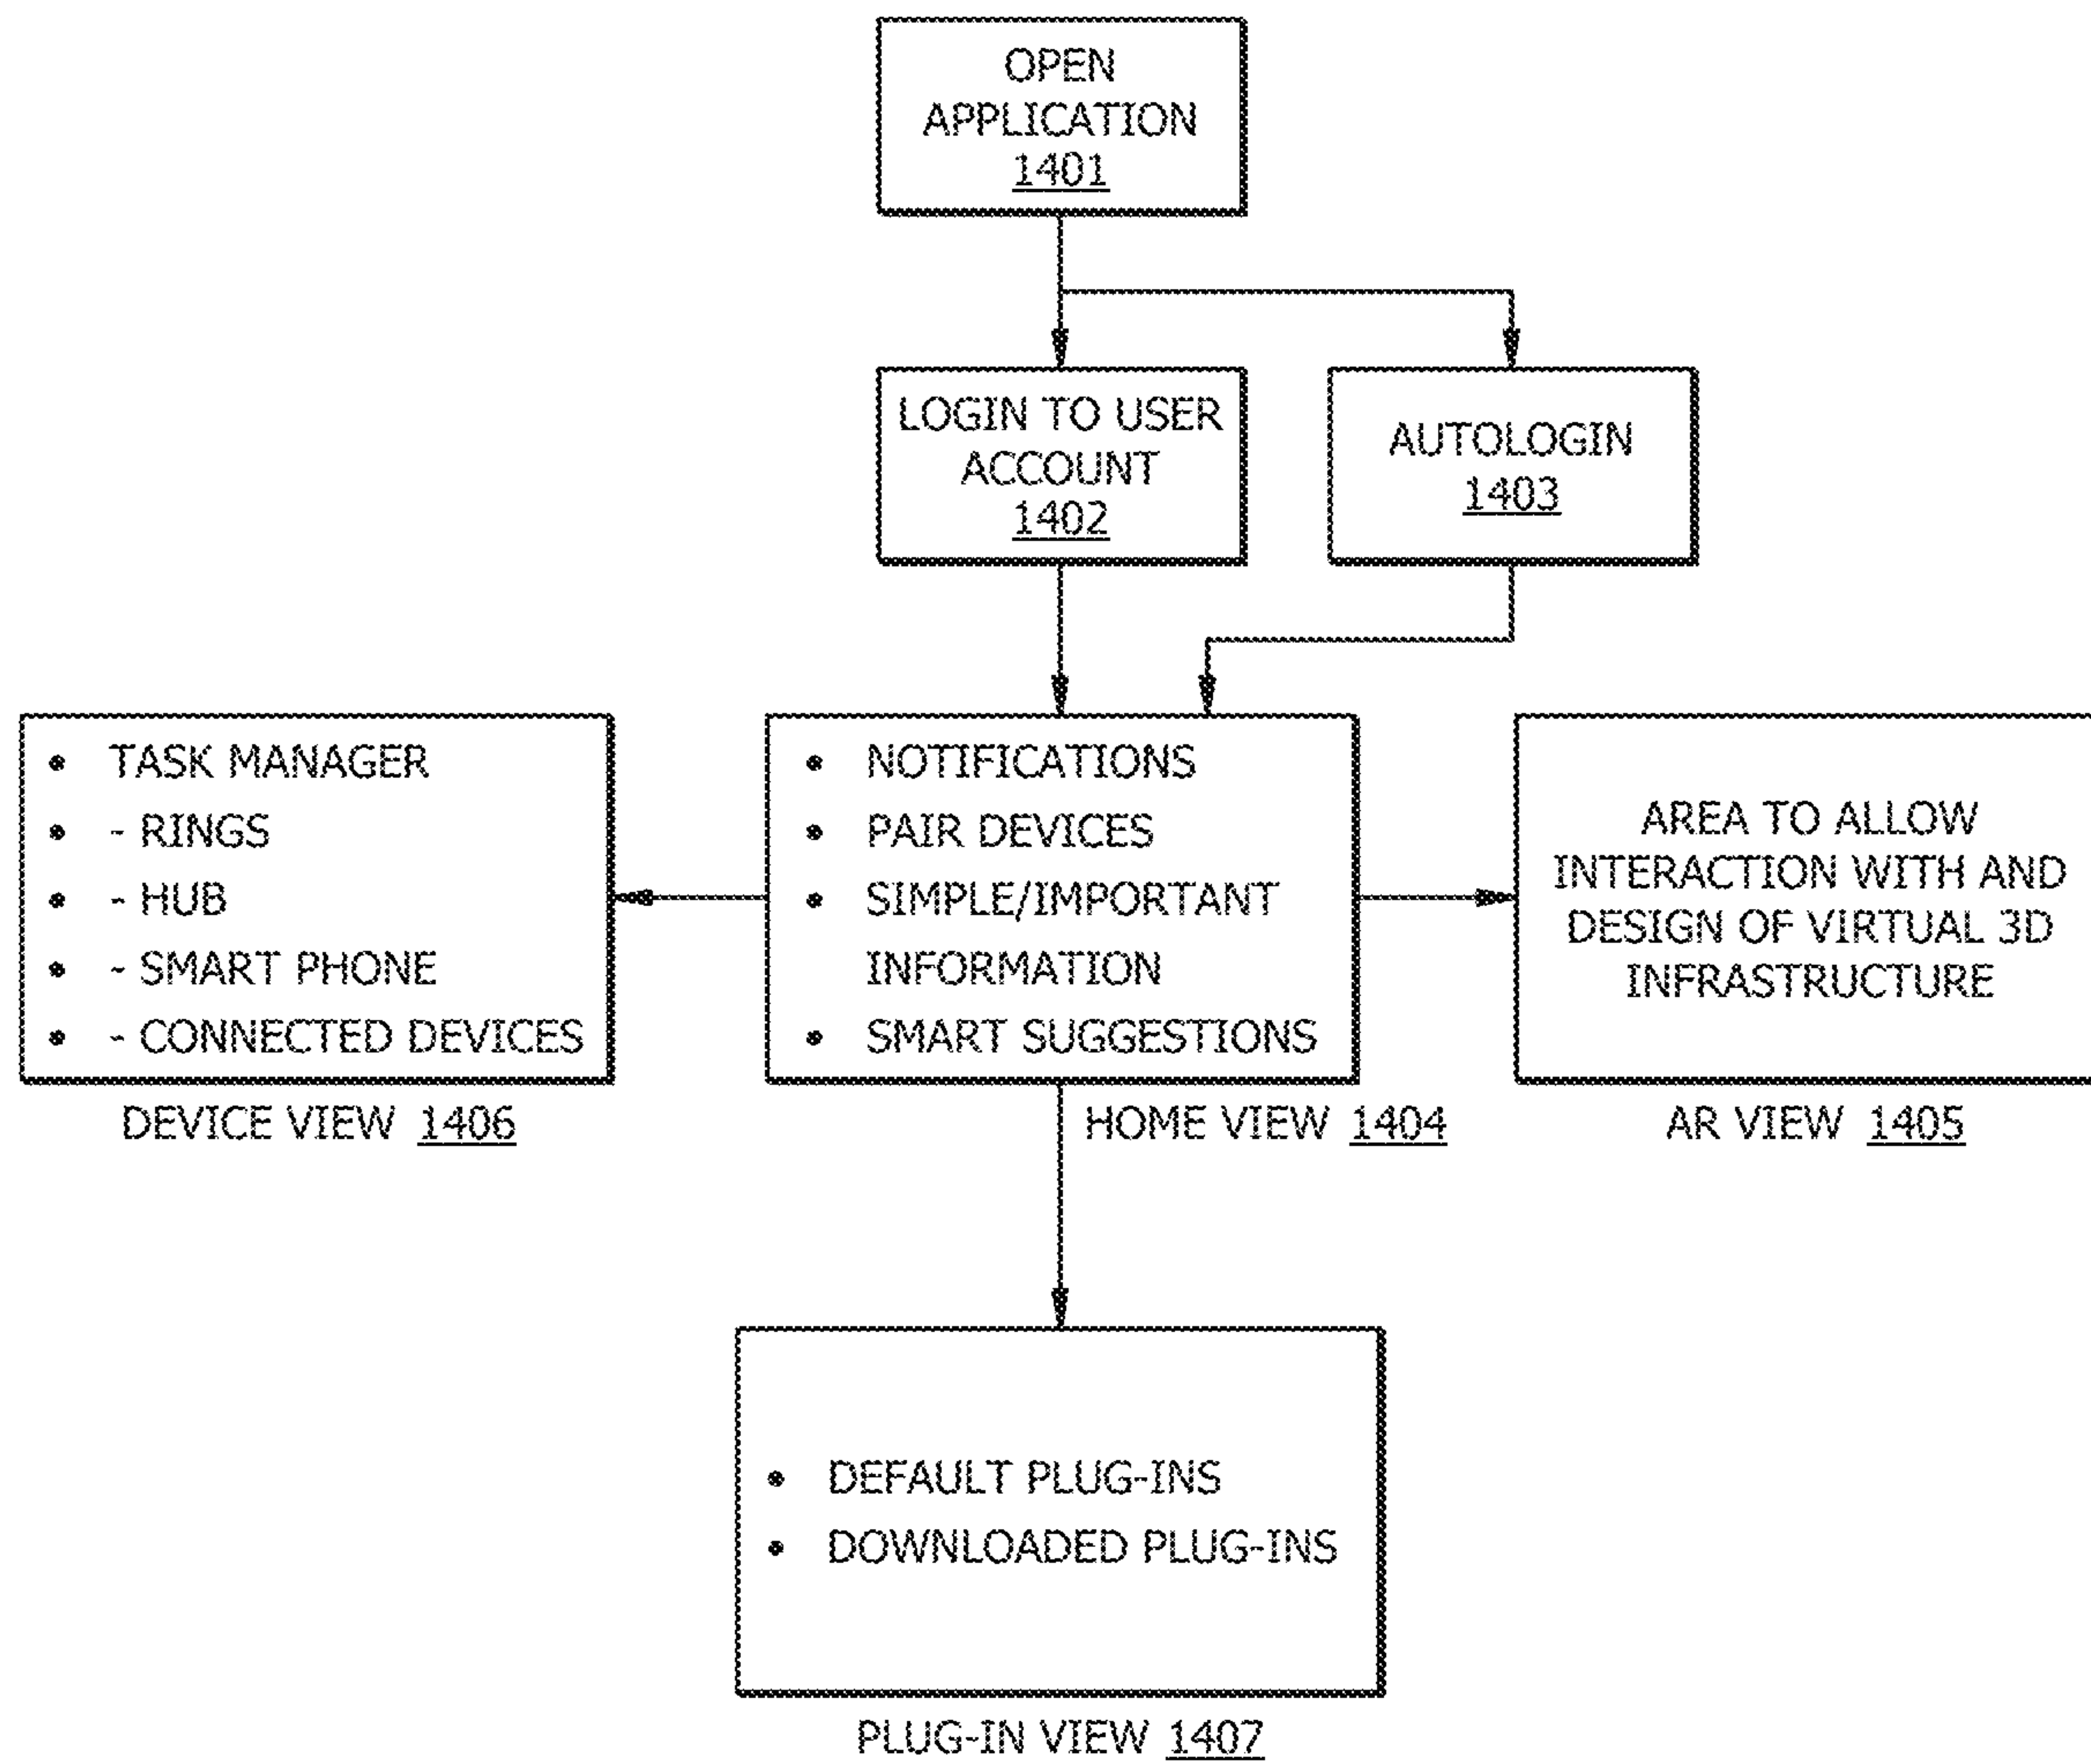 OPEN
APPLICATION
1401
LOGIN TO USER
ACCOUNT
1402
AUTOLOGIN
1403
• TASK MANAGER
• - RINGS
• - HUB
• - SMART PHONE
• - CONNECTED DEVICES
DEVICE VIEW 1406
• NOTIFICATIONS
• PAIR DEVICES
• SIMPLE/IMPORTANT
INFORMATION
• SMART SUGGESTIONS
HOME VIEW 1404
AREA TO ALLOW
INTERACTION WITH AND
DESIGN OF VIRTUAL 3D
INFRASTRUCTURE
AR VIEW 1405
• DEFAULT PLUG-INS
• DOWNLOADED PLUG-INS
PLUG-IN VIEW 1407